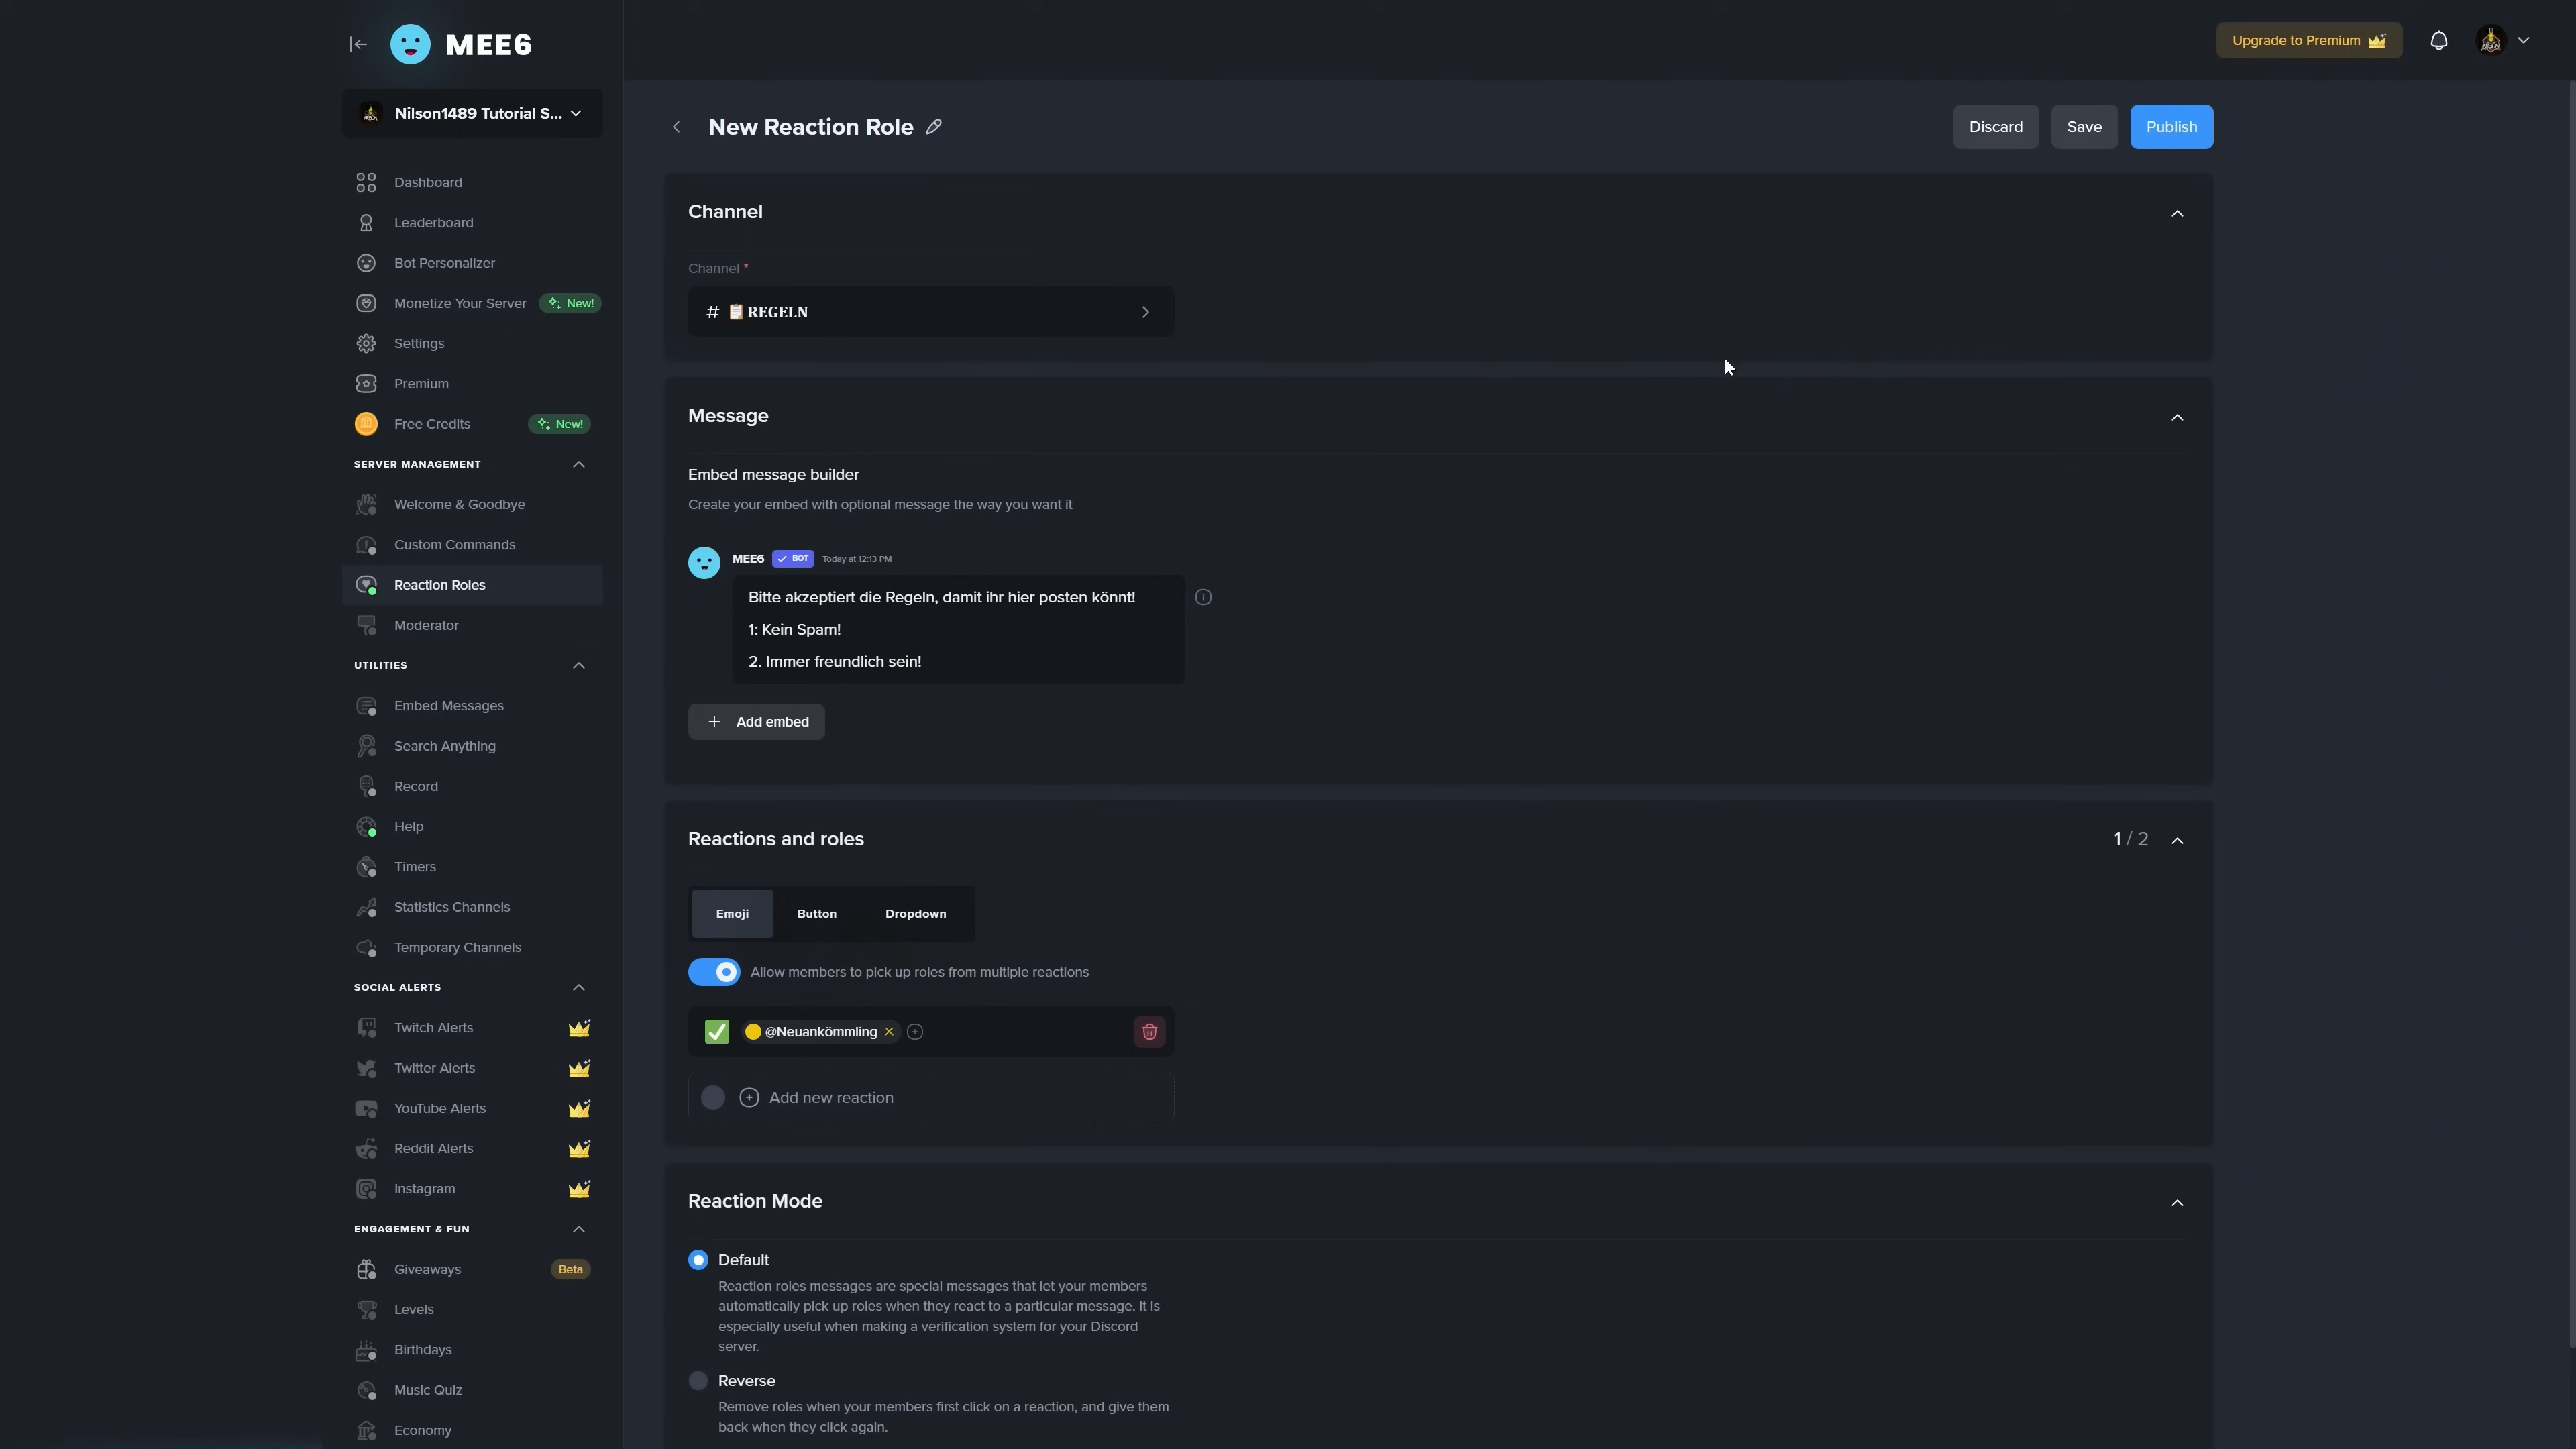 MEE6
Upgrade to Premium
Nilson1489 Tutorial S...
Dashboard
Leaderboard
Bot Personalizer
Monetize Your Server New!
Settings
Premium
Free Credits New!
SERVER MANAGEMENT
Welcome & Goodbye
Custom Commands
Reaction Roles
Moderator
UTILITIES
Embed Messages
Search Anything
Record
Help
Timers
Statistics Channels
Temporary Channels
SOCIAL ALERTS
Twitch Alerts
Twitter Alerts
YouTube Alerts
Reddit Alerts
Instagram
ENGAGEMENT & FUN
Giveaways Beta
Levels
Birthdays
Music Quiz
Economy
New Reaction Role
Discard Save Publish
Channel
Channel *
# 📋REGELN
Message
Embed message builder
Create your embed with optional message the way you want it
MEE6 ✓ BOT Today at 12:13 PM
Bitte akzeptiert die Regeln, damit ihr hier posten könnt!
1: Kein Spam!
2. Immer freundlich sein!
+ Add embed
Reactions and roles 1 / 2
Emoji Button Dropdown
Allow members to pick up roles from multiple reactions
✅ @Neuankömmling ×
Add new reaction
Reaction Mode
Default
Reaction roles messages are special messages that let your members
automatically pick up roles when they react to a particular message. It is
especially useful when making a verification system for your Discord
server.
Reverse
Remove roles when your members first click on a reaction, and give them
back when they click again.